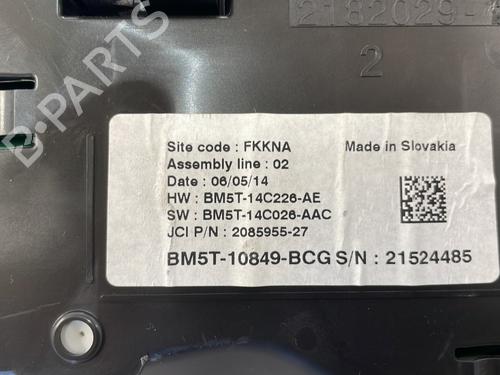 2182029-
2
B-PARTS
Site code : FKKNA
Made in Slovakia
Assembly line : 02
Date : 06/05/14
HW : BM5T-14C226-AE
SW : BM5T-14C026-AAC
JCI P/N : 2085955-27
BM5T-10849-BCG S/N : 21524485